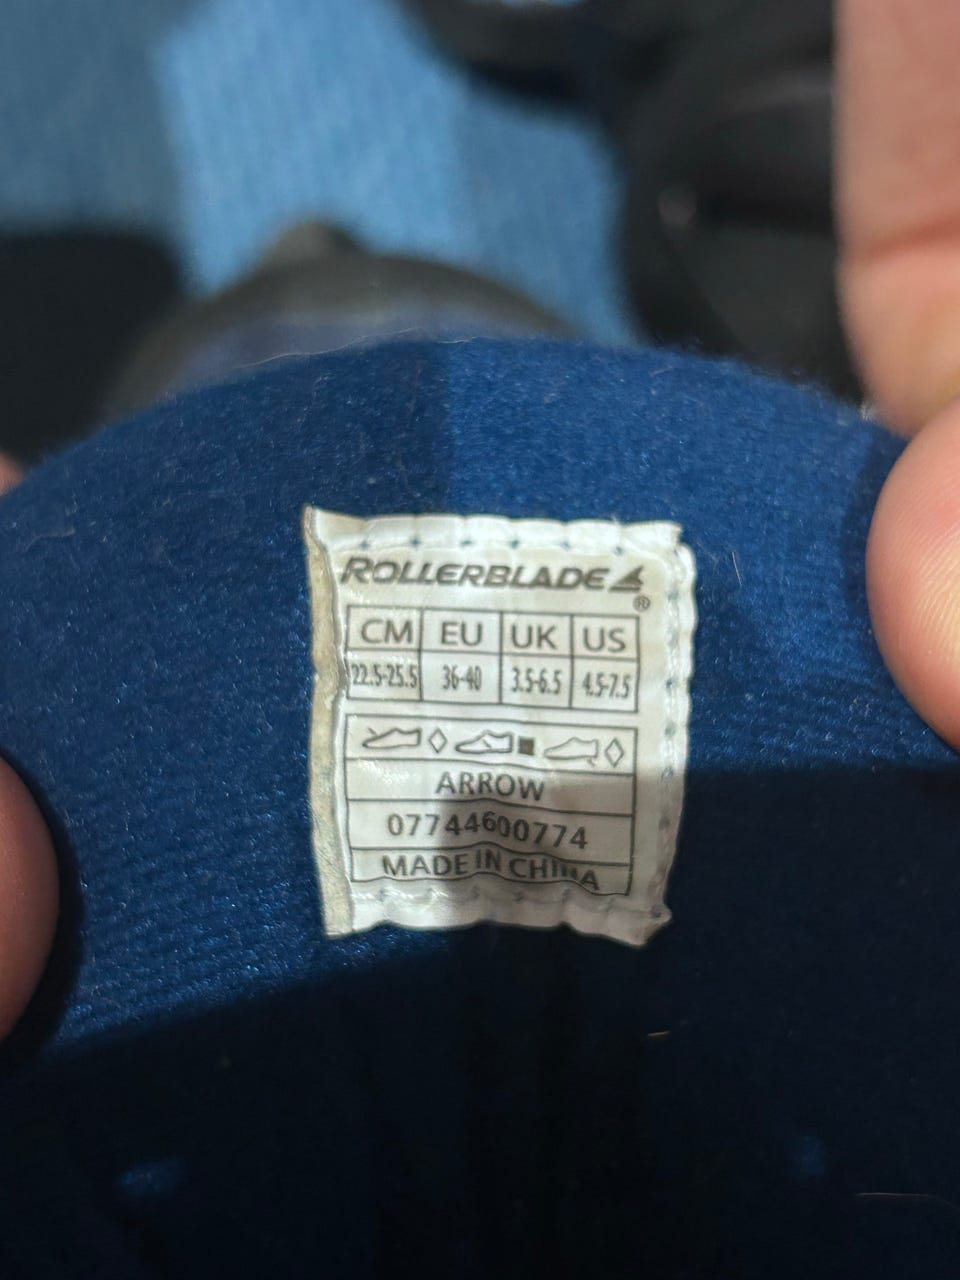 ROLLERBLADE ®
CM EU UK US
22.5-25.5 36-40 3.5-6.5 4.5-7.5
ARROW
07744600774
MADE IN CHINA